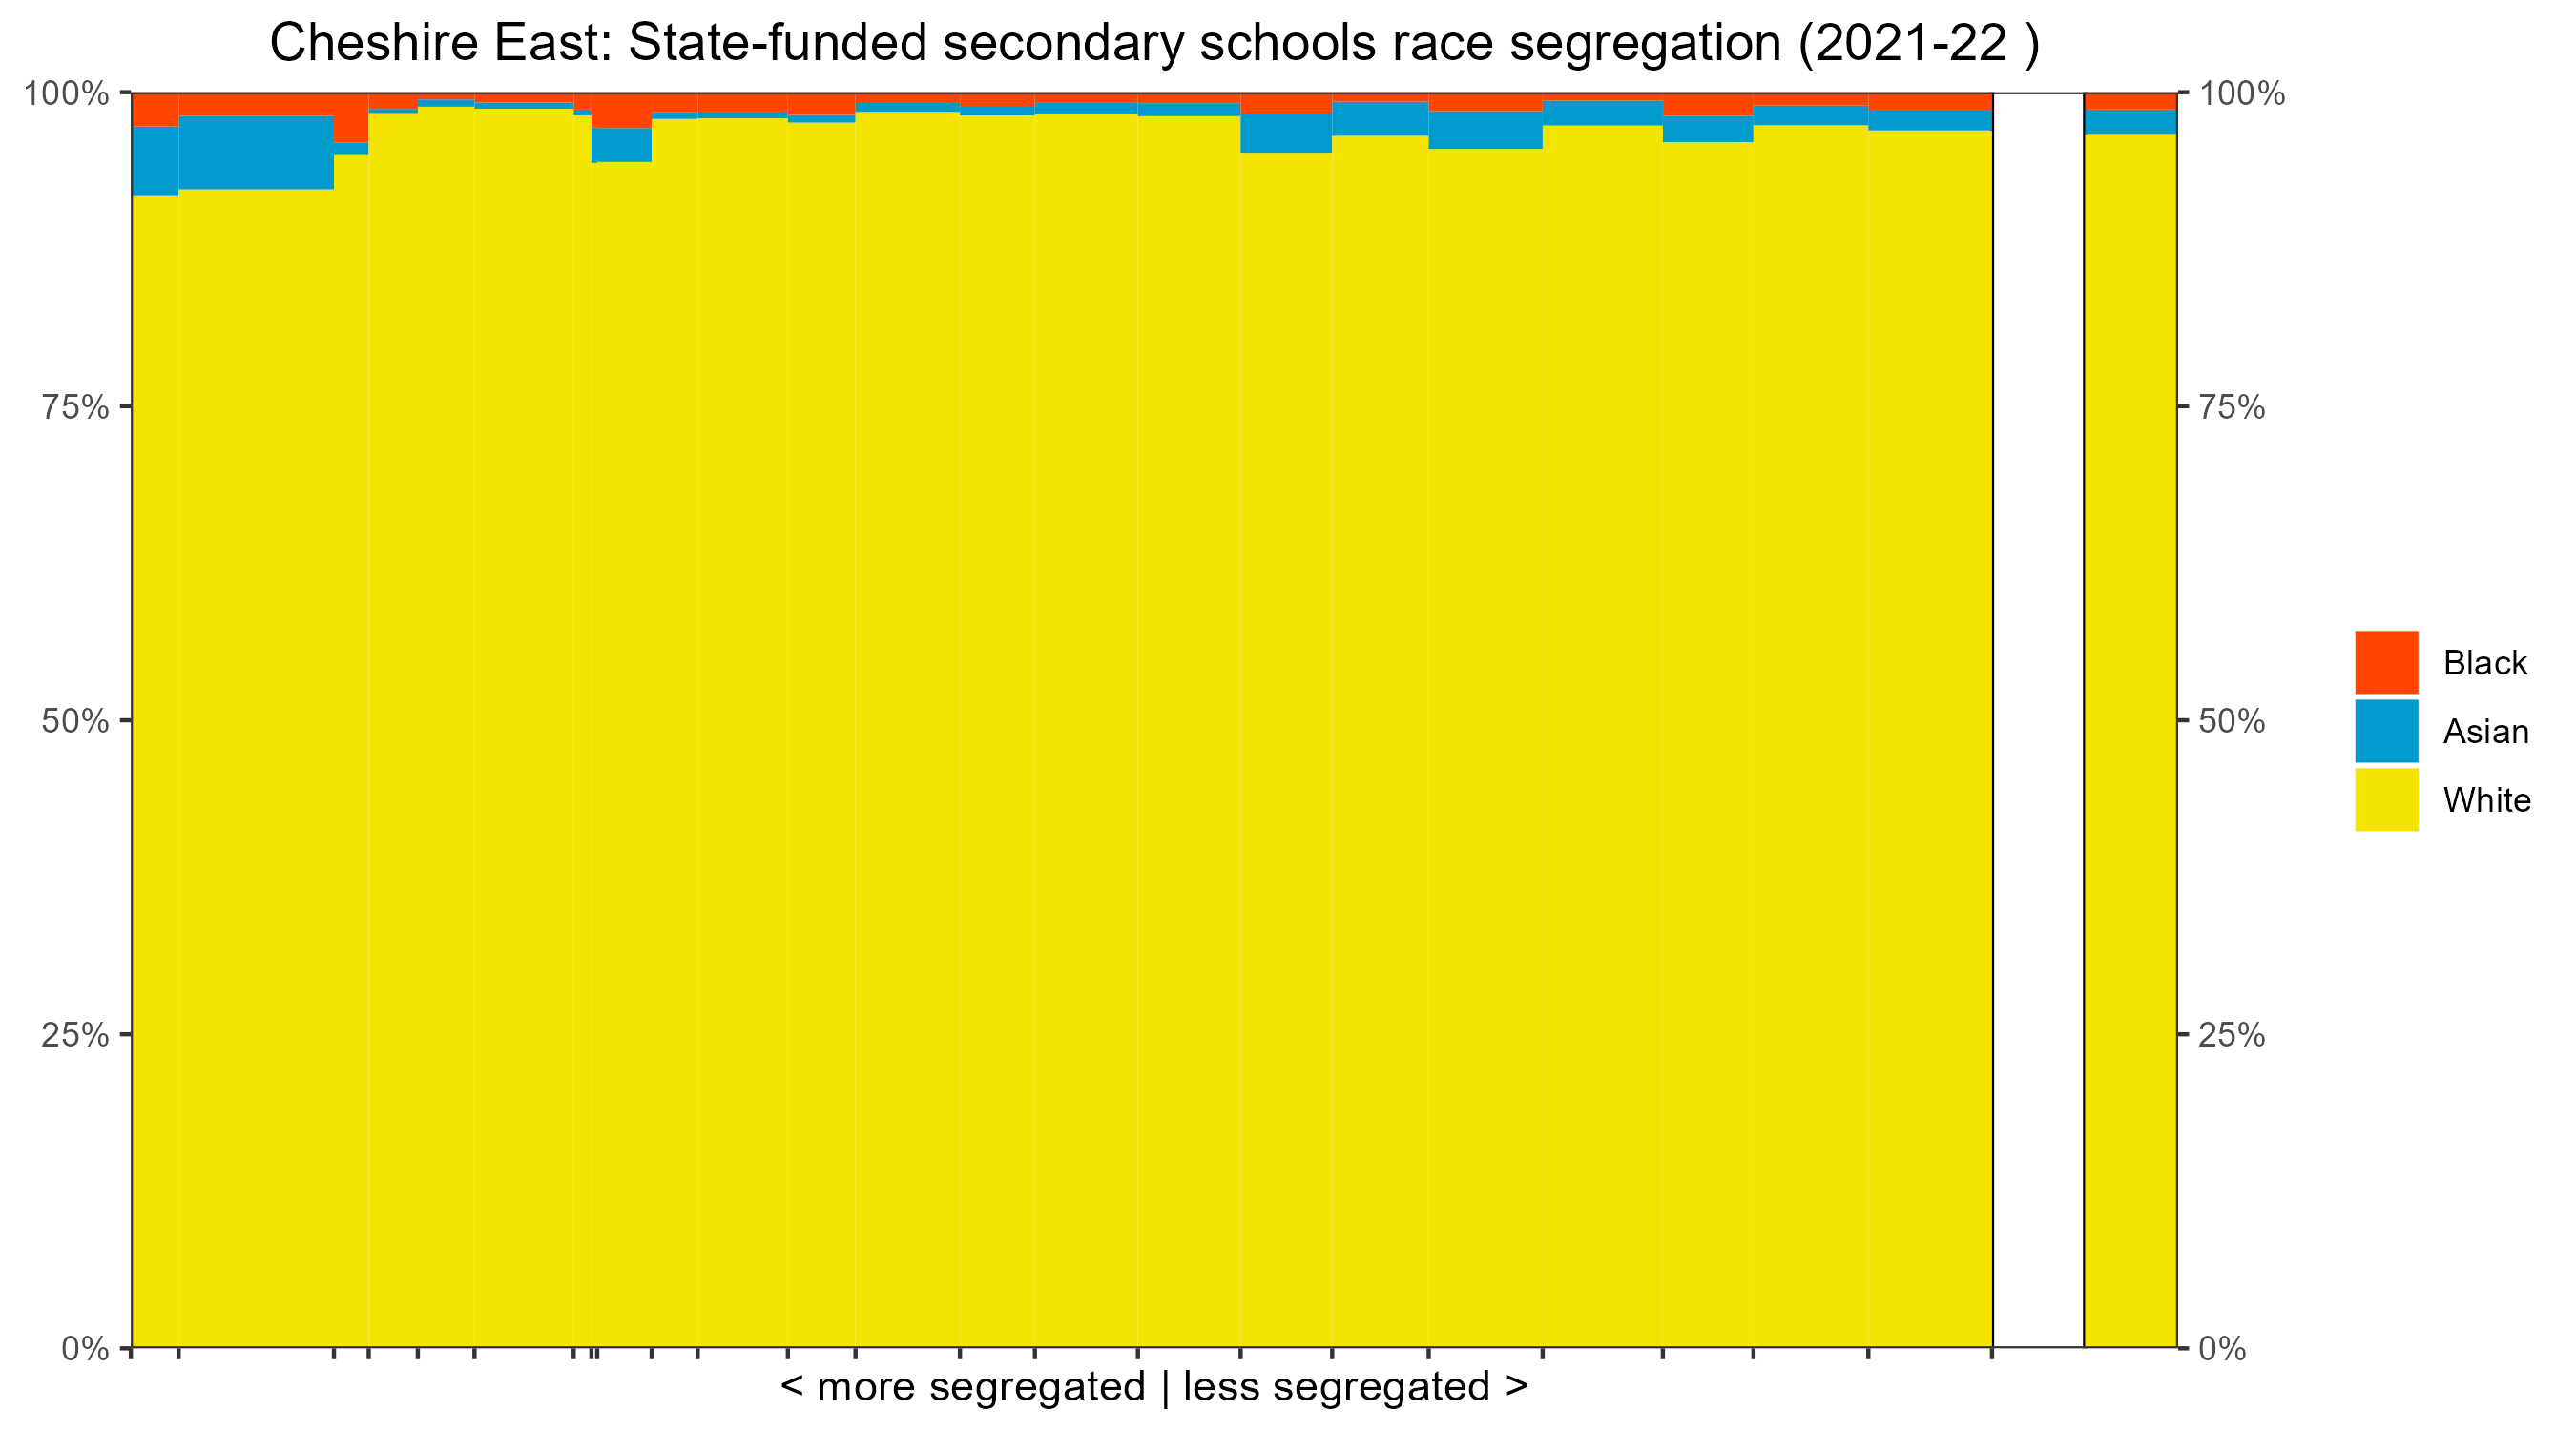 Cheshire East: State-funded secondary schools race segregation (2021-22 )
100%
75%
50%
25%
0%
100%
75%
50%
25%
0%
Black
Asian
White
< more segregated | less segregated >